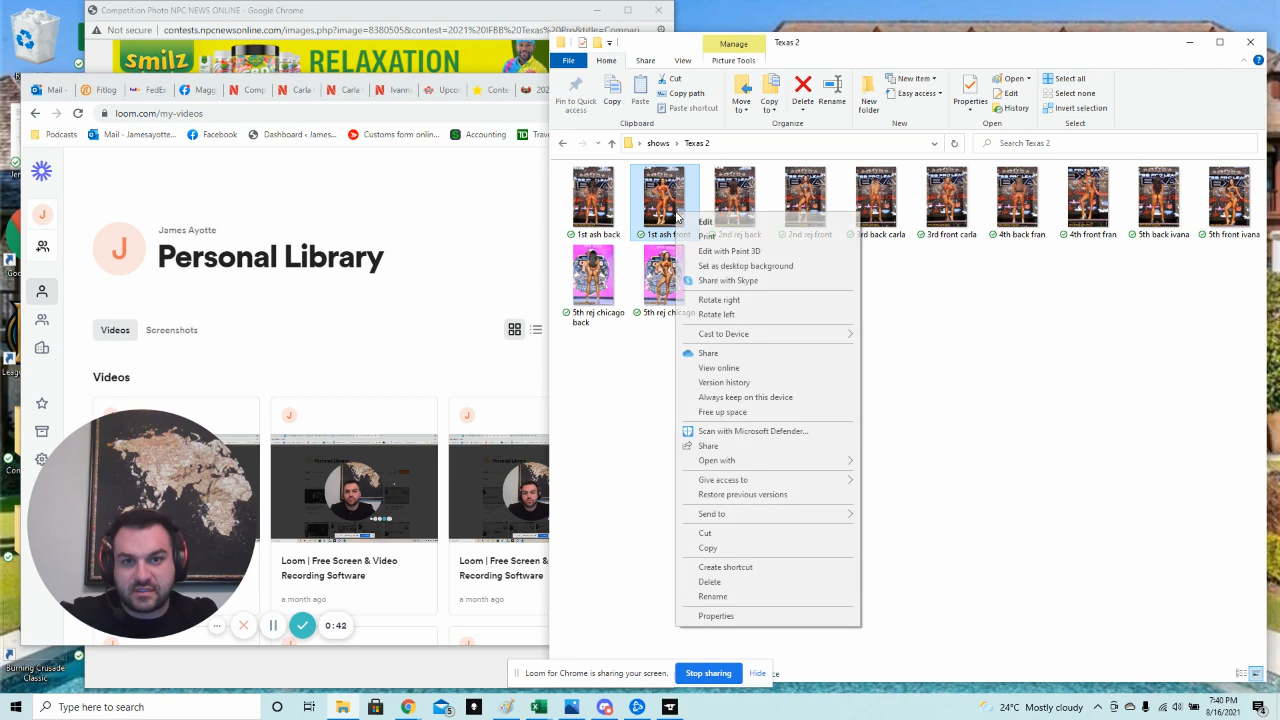 Competition Photo NPC NEWS ONLINE - Google Chrome
Not secure
contests.npcnewsonline.com/images.php?image=8380505&contest=2021%20IFBB%20Texas%20Pro&title=Compari
smilz
RELAXATION
Mail -
Fitlog
FedEx
Magg
Comp
Carla
Carla
Ivann
Upcor
Conte
202
loom.com/my-videos
Podcasts
Mail - Jamesayotte...
Facebook
Dashboard ‹ James...
Customs form onlin...
Accounting
Trave
James Ayotte
Personal Library
Videos
Screenshots
Videos
Loom | Free Screen & Video
Recording Software
a month ago
Loom | Free Screen
Recording Software
a month ago
0:42
Manage
Texas 2
File
Home
Share
View
Picture Tools
Pin to Quick
access
Copy
Paste
Cut
Copy path
Paste shortcut
Clipboard
Move
to
Copy
to
Delete
Rename
Organize
New
folder
New item
Easy access
New
Properties
Open
Edit
History
Open
Select all
Select none
Invert selection
Select
shows
Texas 2
Search Texas 2
1st ash back
1st ash front
2nd rej back
2nd rej front
3rd back carla
3rd front carla
4th back fran
4th front fran
5th back ivana
5th front ivana
5th rej chicago
back
5th rej chicago
Edit
Print
Edit with Paint 3D
Set as desktop background
Share with Skype
Rotate right
Rotate left
Cast to Device
Share
View online
Version history
Always keep on this device
Free up space
Scan with Microsoft Defender...
Share
Open with
Give access to
Restore previous versions
Send to
Cut
Copy
Create shortcut
Delete
Rename
Properties
Loom for Chrome is sharing your screen.
Stop sharing
Hide
Burning Crusade
Classic
Type here to search
24°C Mostly cloudy
7:40 PM
8/16/2021